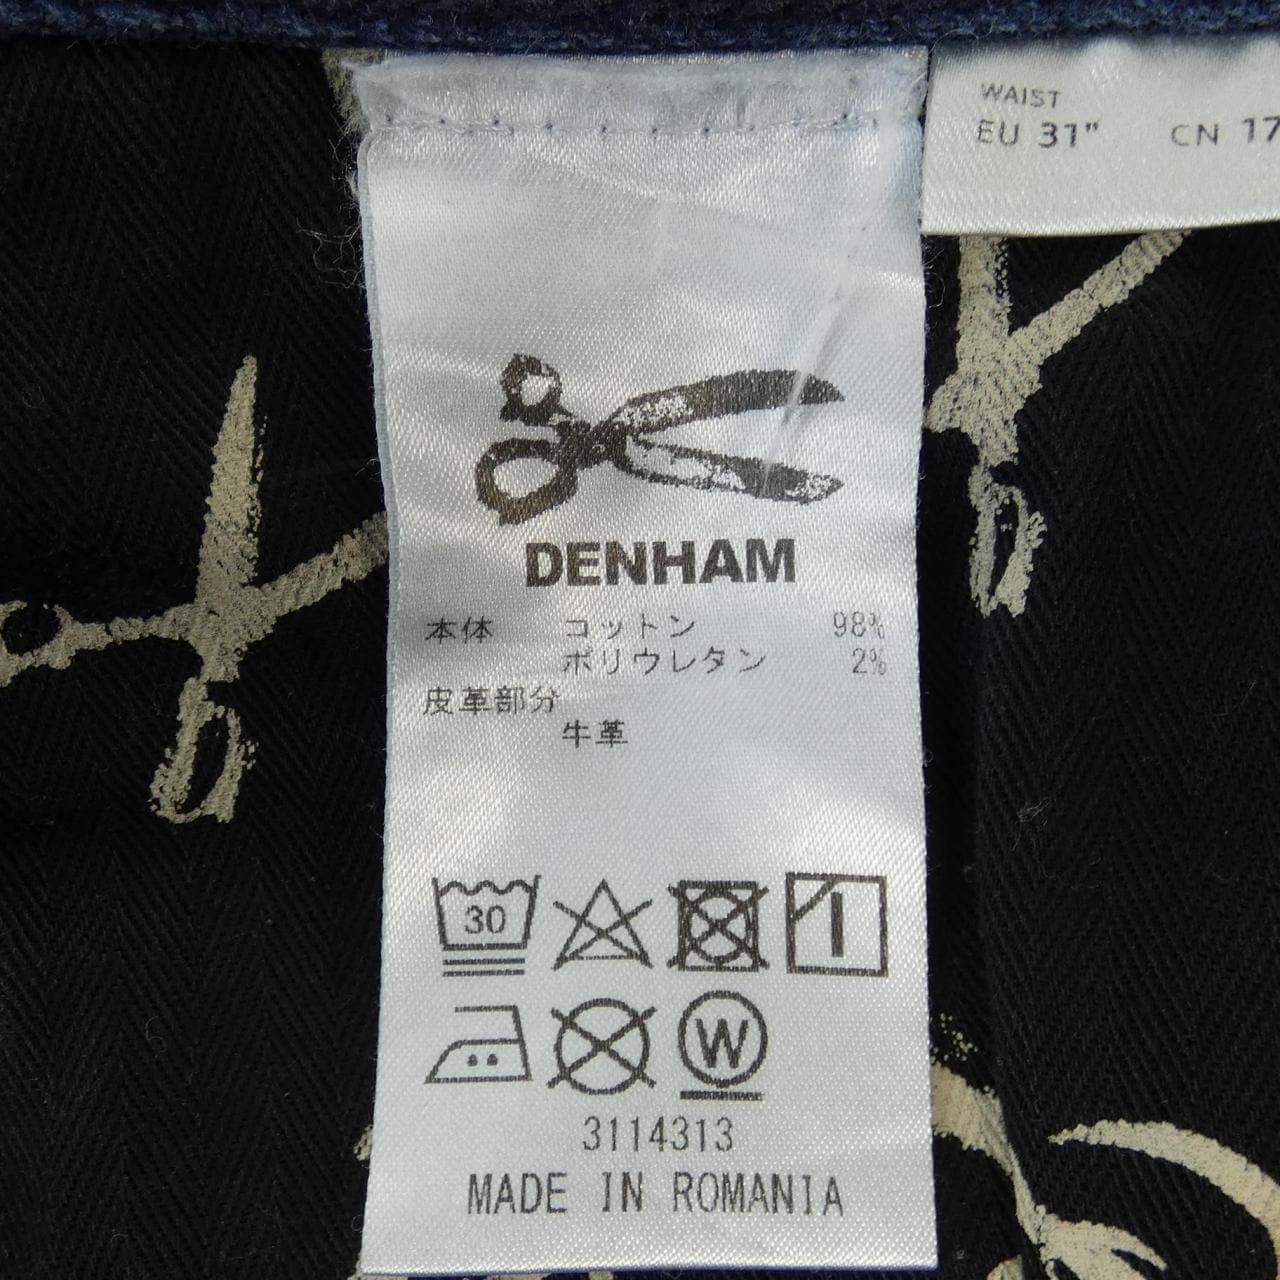 WAIST
EU 31" CN 17
DENHAM
本体 コットン 98%
ポリウレタン 2%
皮革部分
牛革
30
W
3114313
MADE IN ROMANIA